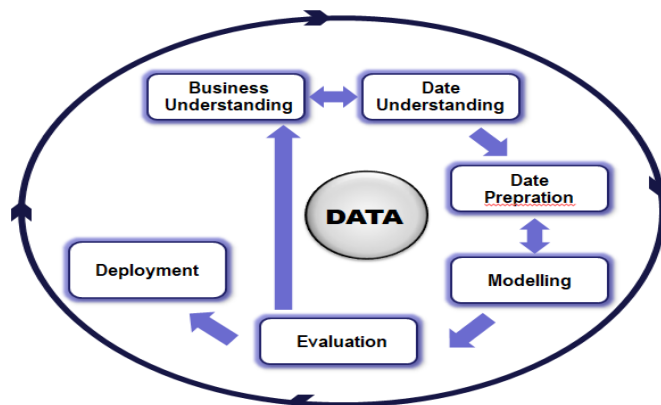 Business
Understanding
Date
Understanding
Date
Prepration
DATA
Deployment
Modelling
Evaluation